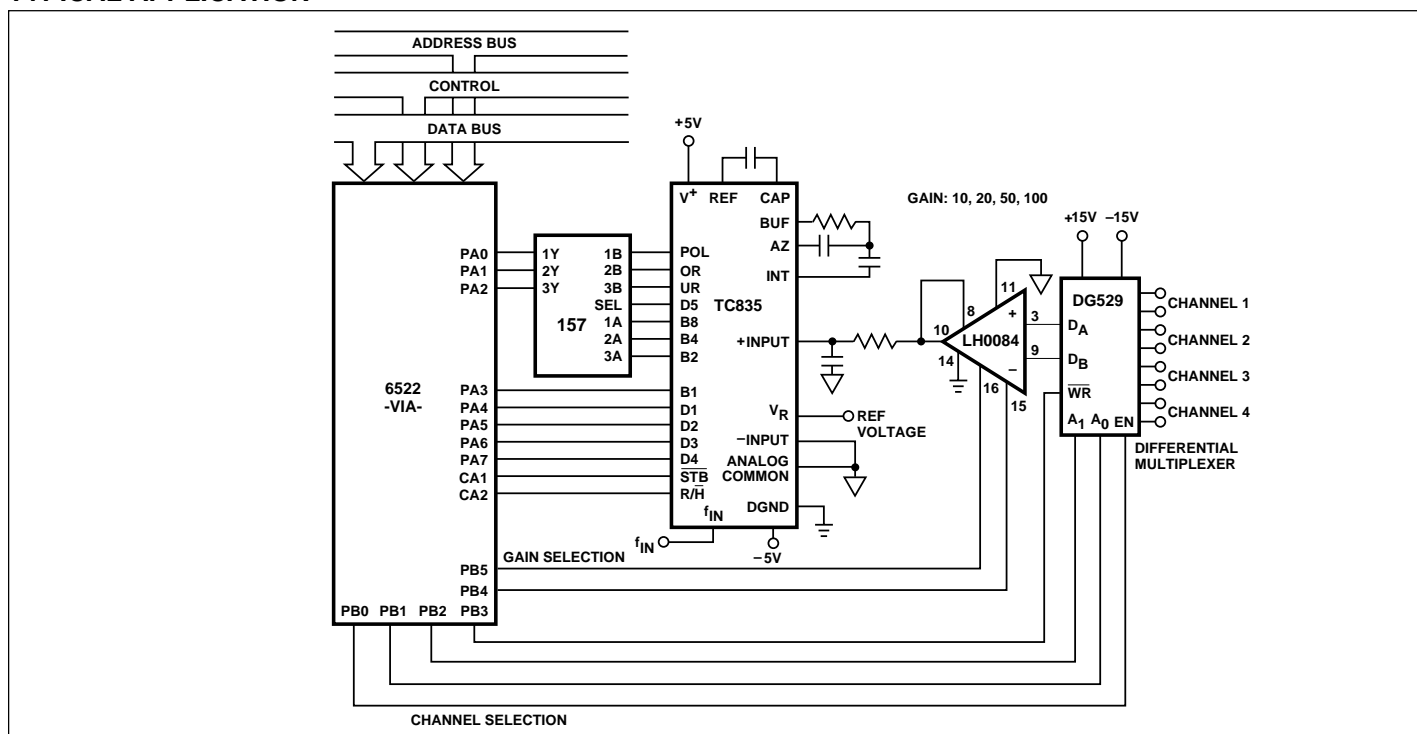 ADDRESS BUS
CONTROL
DATA BUS
+5V
V+ REF CAP
BUF
AZ
INT
GAIN: 10, 20, 50, 100
+15V –15V
PA0
PA1
PA2
1Y
2Y
3Y
157
1B
2B
3B
SEL
1A
2A
3A
POL
OR
UR
D5
B8
B4
B2
TC835
+INPUT
10
8
11
+
3
LH0084
9
–
14
16
15
DG529
DA
DB
WR
A1 A0 EN
CHANNEL 1
CHANNEL 2
CHANNEL 3
CHANNEL 4
DIFFERENTIAL
MULTIPLEXER
6522
-VIA-
PA3
PA4
PA5
PA6
PA7
CA1
CA2
B1
D1
D2
D3
D4
STB
R/H
fIN
VR
REF
VOLTAGE
–INPUT
ANALOG
COMMON
DGND
fIN
–5V
GAIN SELECTION
PB5
PB4
PB0 PB1 PB2 PB3
CHANNEL SELECTION